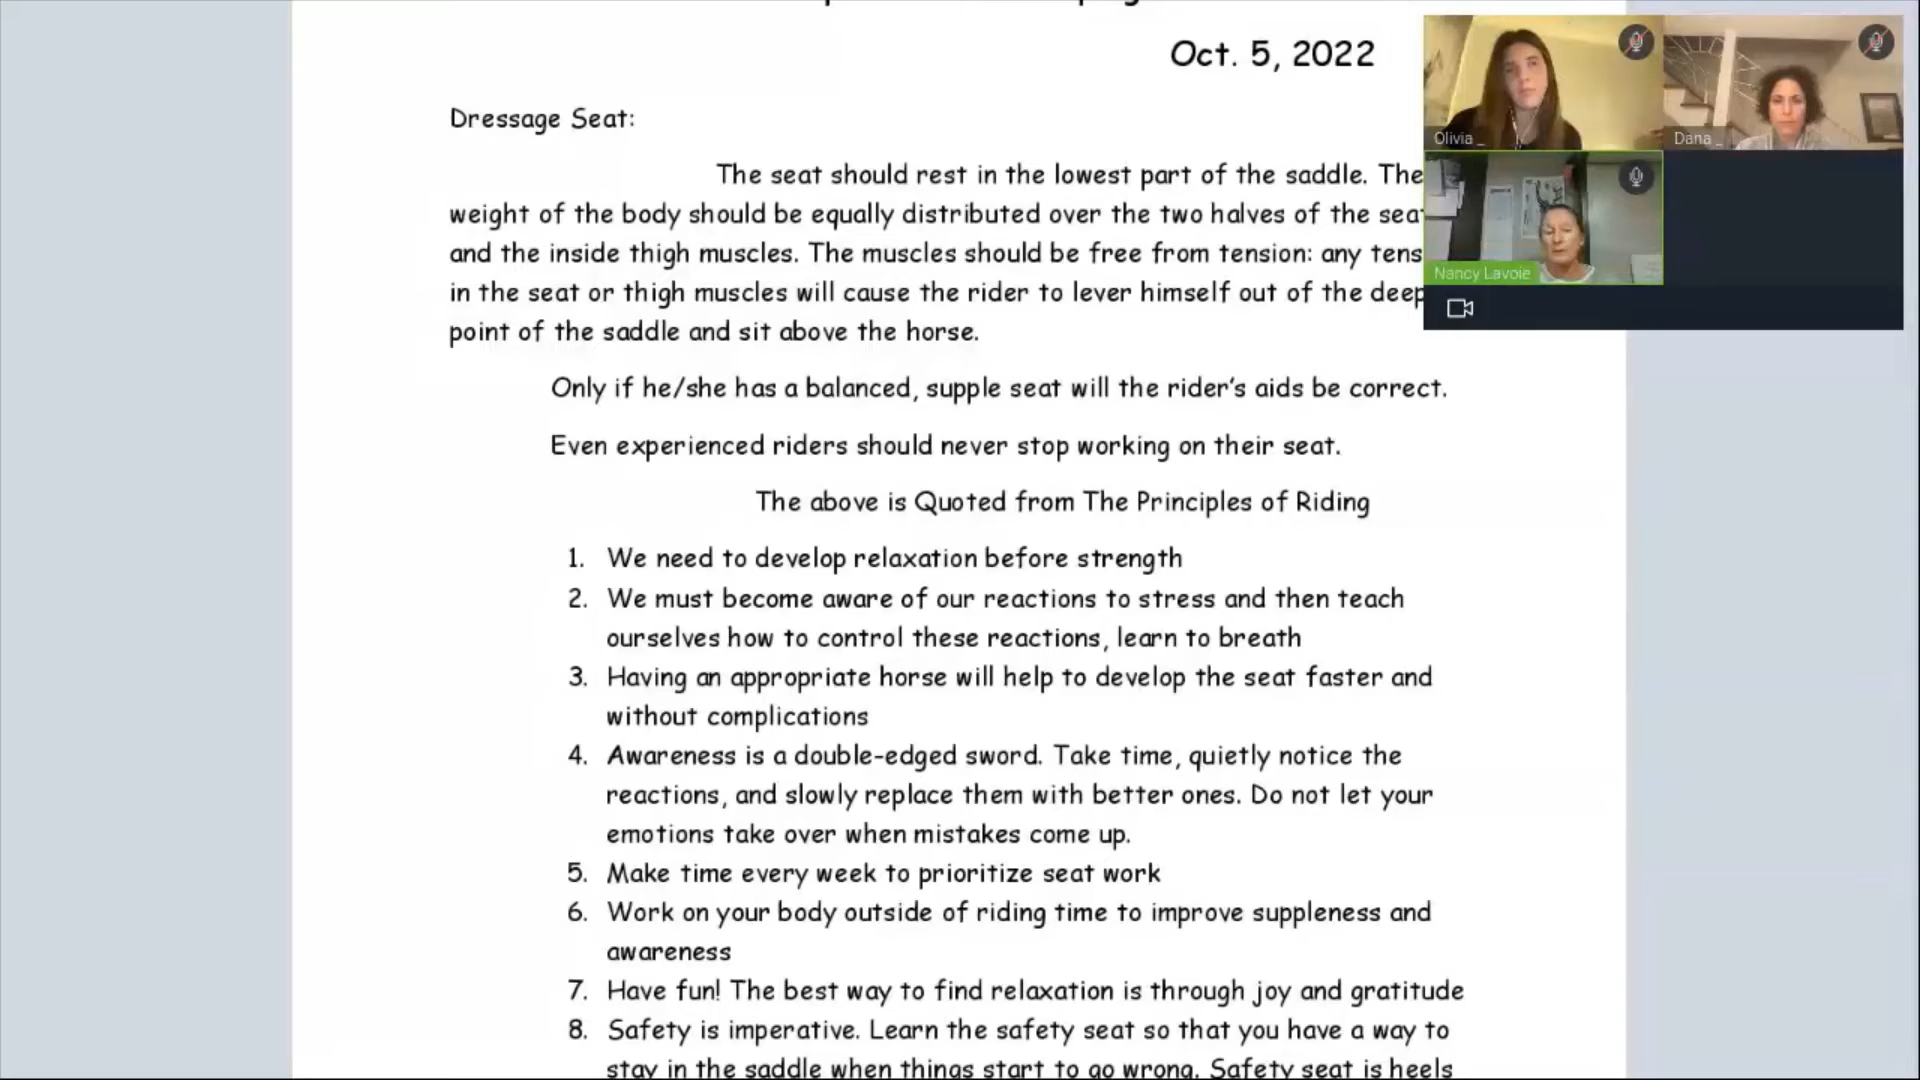 Oct. 5, 2022
Dressage Seat:
The seat should rest in the lowest part of the saddle. The
weight of the body should be equally distributed over the two halves of the
and the inside thigh muscles. The muscles should be free from tension: any
in the seat or thigh muscles will cause the rider to lever himself out of the
point of the saddle and sit above the horse.
Only if he/she has a balanced, supple seat will the rider's aids be correct.
Even experienced riders should never stop working on their seat.
The above is Quoted from The Principles of Riding
1. We need to develop relaxation before strength
2. We must become aware of our reactions to stress and then teach
ourselves how to control these reactions, learn to breath
3. Having an appropriate horse will help to develop the seat faster and
without complications
4. Awareness is a double-edged sword. Take time, quietly notice the
reactions, and slowly replace them with better ones. Do not let your
emotions take over when mistakes come up.
5. Make time every week to prioritize seat work
6. Work on your body outside of riding time to improve suppleness and
awareness
7. Have fun! The best way to find relaxation is through joy and gratitude
8. Safety is imperative. Learn the safety seat so that you have a way to
stay in the saddle when things start to go wrong. Safety seat is heels
Olivia _
Dana _
Nancy Lavoie